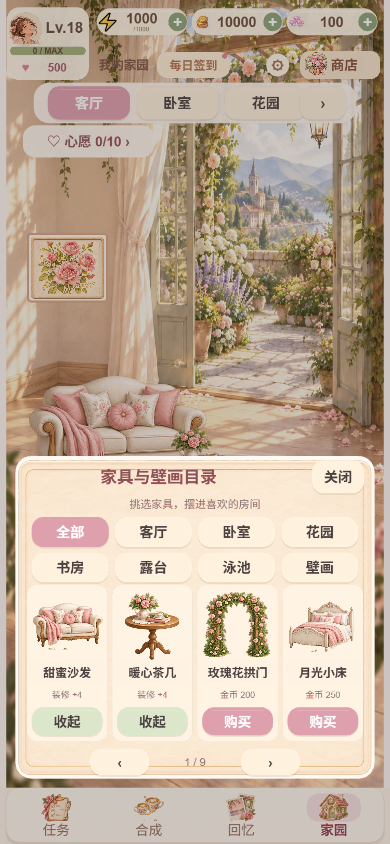 Lv.18
1000
/1000
10000
100
0 / MAX
500
我的家园
每日签到
商店
客厅
卧室
花园
›
♡ 心愿 0/10 ›
家具与壁画目录
关闭
挑选家具，摆进喜欢的房间
全部
客厅
卧室
花园
书房
露台
泳池
壁画
甜蜜沙发
暖心茶几
玫瑰花拱门
月光小床
装修 +4
装修 +4
金币 200
金币 250
收起
收起
购买
购买
‹
1 / 9
›
任务
合成
回忆
家园